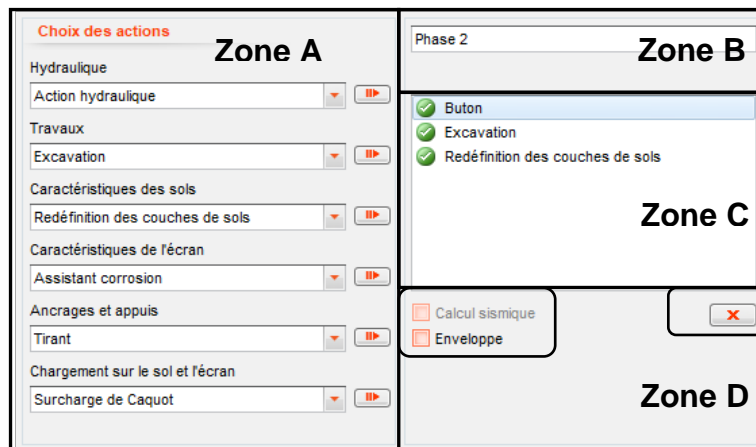 Choix des actions
Zone A
Hydraulique
Action hydraulique
Travaux
Excavation
Caractéristiques des sols
Redéfinition des couches de sols
Caractéristiques de l'écran
Assistant corrosion
Ancrages et appuis
Tirant
Chargement sur le sol et l'écran
Surcharge de Caquot
Phase 2
Zone B
Buton
Excavation
Redéfinition des couches de sols
Zone C
Calcul sismique
Enveloppe
Zone D